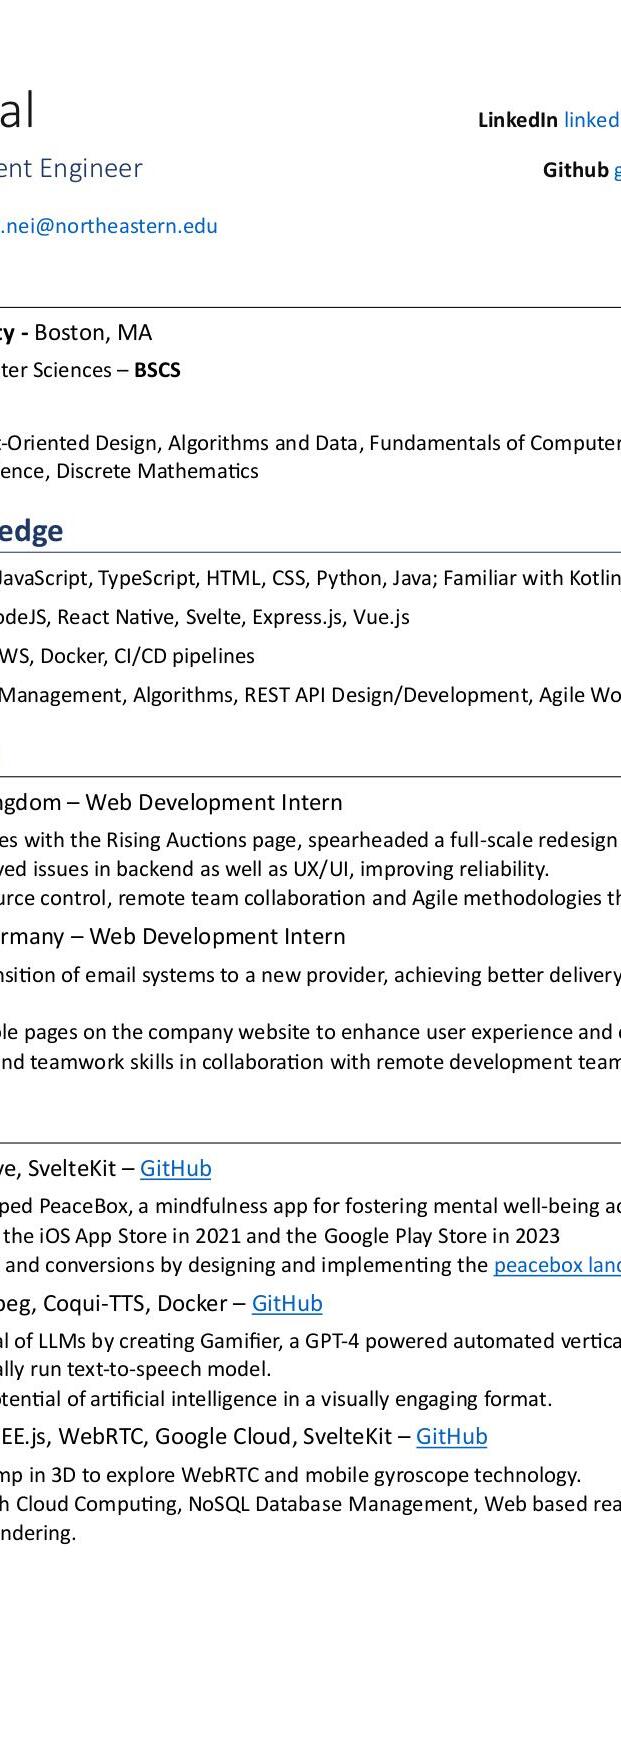 al
LinkedIn linked
ent Engineer
Github g
.nei@northeastern.edu
ty - Boston, MA
ter Sciences – BSCS
t-Oriented Design, Algorithms and Data, Fundamentals of Computer
ence, Discrete Mathematics
edge
JavaScript, TypeScript, HTML, CSS, Python, Java; Familiar with Kotlin,
odeJS, React Native, Svelte, Express.js, Vue.js
WS, Docker, CI/CD pipelines
Management, Algorithms, REST API Design/Development, Agile Wo
ngdom – Web Development Intern
es with the Rising Auctions page, spearheaded a full-scale redesign
ved issues in backend as well as UX/UI, improving reliability.
urce control, remote team collaboration and Agile methodologies th
ermany – Web Development Intern
nsition of email systems to a new provider, achieving better delivery
ble pages on the company website to enhance user experience and e
and teamwork skills in collaboration with remote development team
ve, SvelteKit – GitHub
ped PeaceBox, a mindfulness app for fostering mental well-being ac
the iOS App Store in 2021 and the Google Play Store in 2023
and conversions by designing and implementing the peacebox land
peg, Coqui-TTS, Docker – GitHub
al of LLMs by creating Gamifier, a GPT-4 powered automated vertica
ally run text-to-speech model.
otential of artificial intelligence in a visually engaging format.
EE.js, WebRTC, Google Cloud, SvelteKit – GitHub
mp in 3D to explore WebRTC and mobile gyroscope technology.
h Cloud Computing, NoSQL Database Management, Web based rea
ndering.